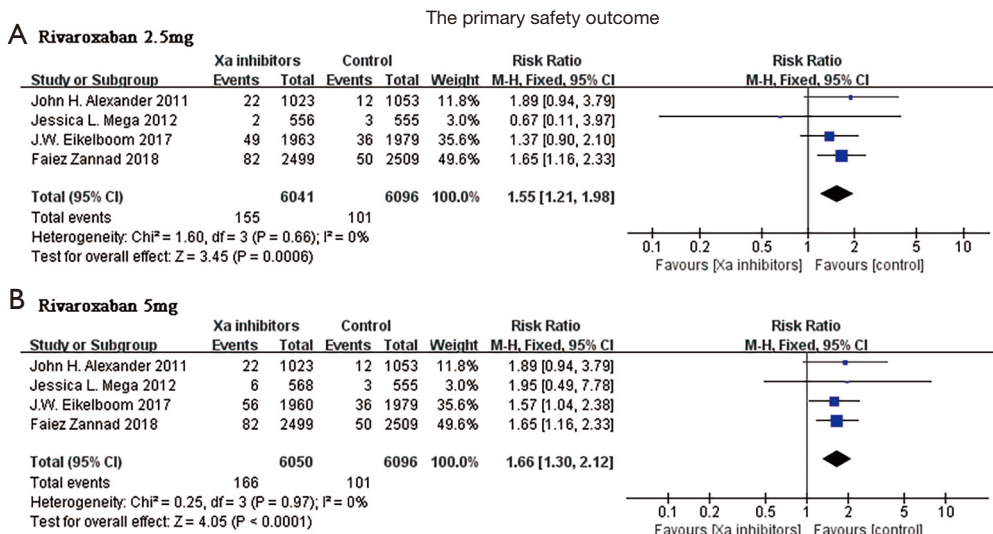 The primary safety outcome
A Rivaroxaban 2.5mg
Xa inhibitors Control Risk Ratio Risk Ratio
Study or Subgroup Events Total Events Total Weight M-H, Fixed, 95% CI M-H, Fixed, 95% CI
John H. Alexander 2011 22 1023 12 1053 11.8% 1.89 [0.94, 3.79]
Jessica L. Mega 2012 2 556 3 555 3.0% 0.67 [0.11, 3.97]
J.W. Eikelboom 2017 49 1963 36 1979 35.6% 1.37 [0.90, 2.10]
Faiez Zannad 2018 82 2499 50 2509 49.6% 1.65 [1.16, 2.33]
Total (95% CI) 6041 6096 100.0% 1.55 [1.21, 1.98]
Total events 155 101
Heterogeneity: Chi² = 1.60, df = 3 (P = 0.66); I² = 0%
Test for overall effect: Z = 3.45 (P = 0.0006)
0.1 0.2 0.5 1 2 5 10
Favours [Xa inhibitors] Favours [control]
B Rivaroxaban 5mg
Xa inhibitors Control Risk Ratio Risk Ratio
Study or Subgroup Events Total Events Total Weight M-H, Fixed, 95% CI M-H, Fixed, 95% CI
John H. Alexander 2011 22 1023 12 1053 11.8% 1.89 [0.94, 3.79]
Jessica L. Mega 2012 6 568 3 555 3.0% 1.95 [0.49, 7.78]
J.W. Eikelboom 2017 56 1960 36 1979 35.6% 1.57 [1.04, 2.38]
Faiez Zannad 2018 82 2499 50 2509 49.6% 1.65 [1.16, 2.33]
Total (95% CI) 6050 6096 100.0% 1.66 [1.30, 2.12]
Total events 166 101
Heterogeneity: Chi² = 0.25, df = 3 (P = 0.97); I² = 0%
Test for overall effect: Z = 4.05 (P < 0.0001)
0.1 0.2 0.5 1 2 5 10
Favours [Xa inhibitors] Favours [control]